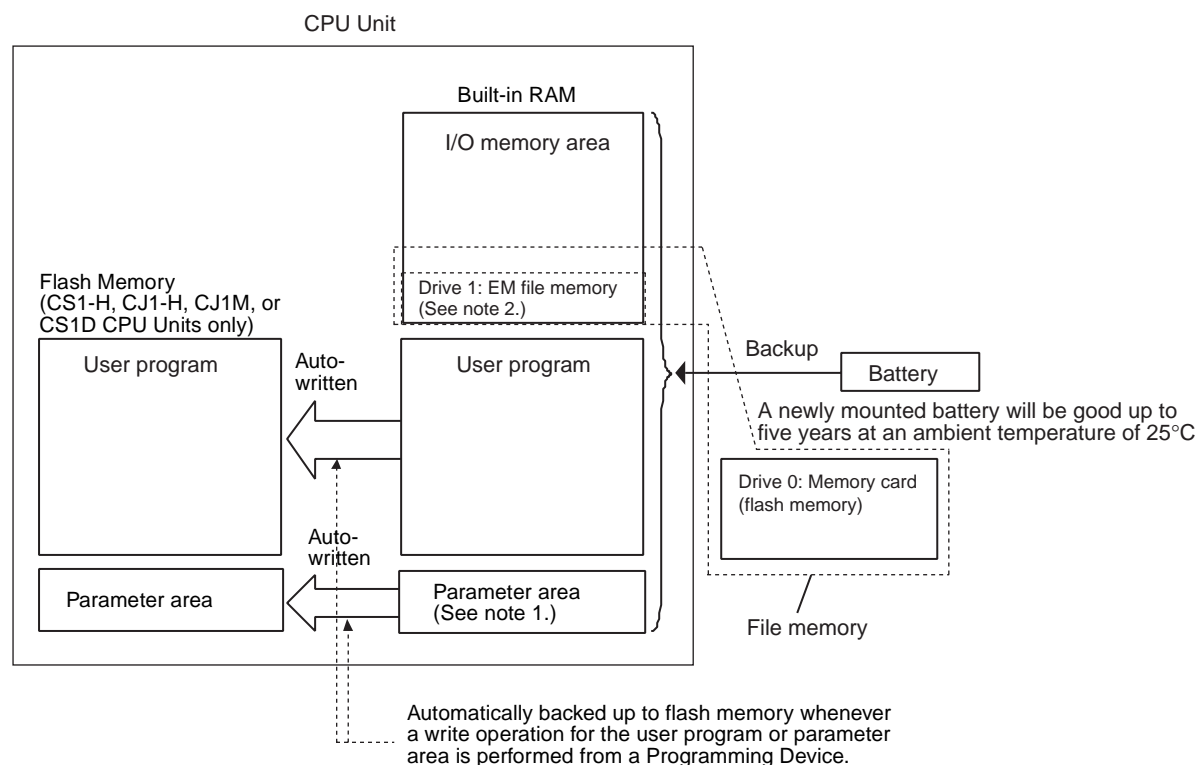 CPU Unit
Built-in RAM
I/O memory area
Drive 1: EM file memory
(See note 2.)
Flash Memory
(CS1-H, CJ1-H, CJ1M, or
CS1D CPU Units only)
User program
Auto-
written
User program
Backup
Battery
A newly mounted battery will be good up to
five years at an ambient temperature of 25°C
Drive 0: Memory card
(flash memory)
Auto-
written
Parameter area
Parameter area
(See note 1.)
File memory
Automatically backed up to flash memory whenever
a write operation for the user program or parameter
area is performed from a Programming Device.